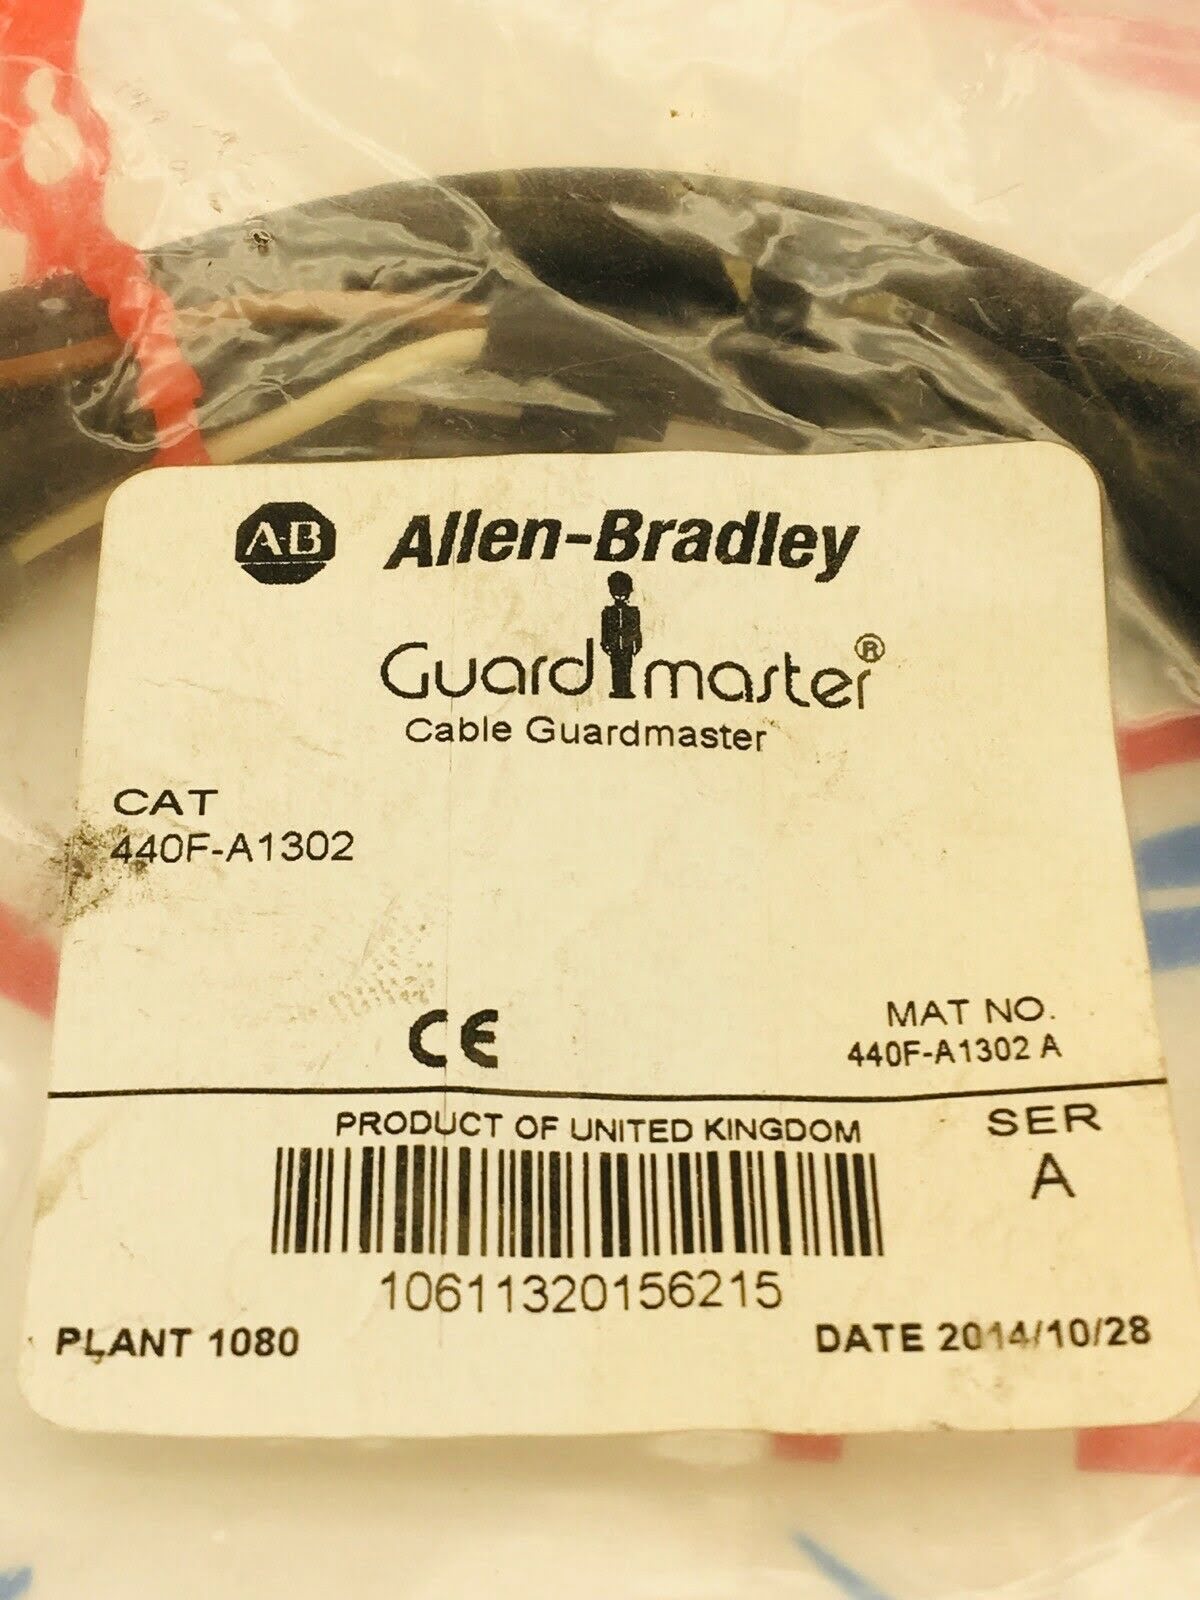 A-B Allen-Bradley
Guardmaster®
Cable Guardmaster
CAT
440F-A1302
CE
MAT NO.
440F-A1302 A
PRODUCT OF UNITED KINGDOM
SER
A
10611320156215
PLANT 1080
DATE 2014/10/28